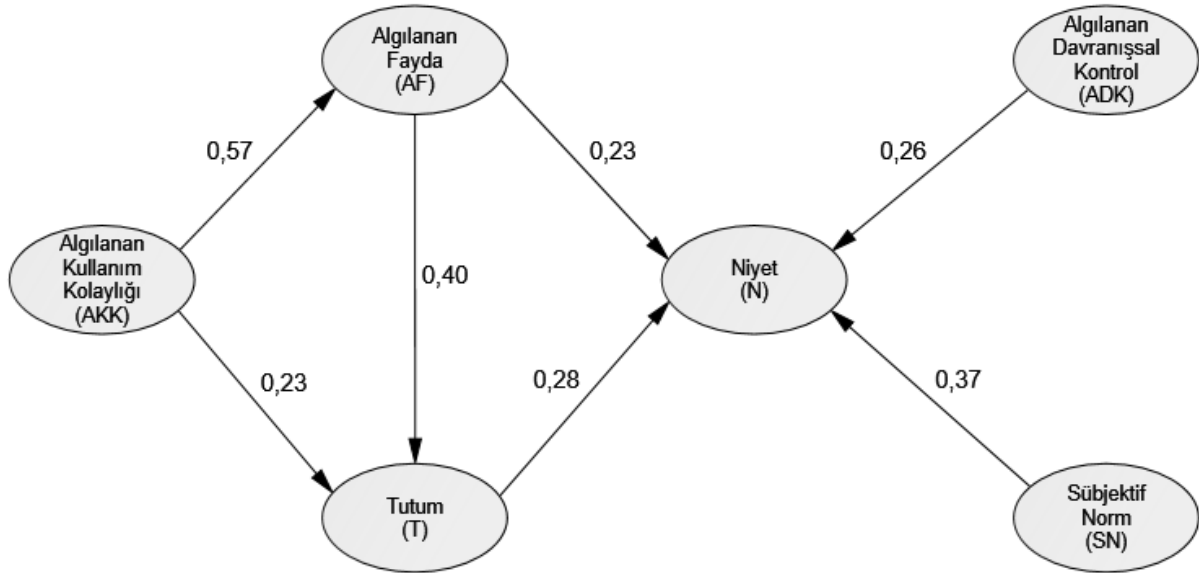 Algılanan
Fayda
(AF)
Algılanan
Davranışsal
Kontrol
(ADK)
0,57
0,23
0,26
Algılanan
Kullanım
Kolaylığı
(AKK)
0,40
Niyet
(N)
0,23
0,28
0,37
Tutum
(T)
Sübjektif
Norm
(SN)